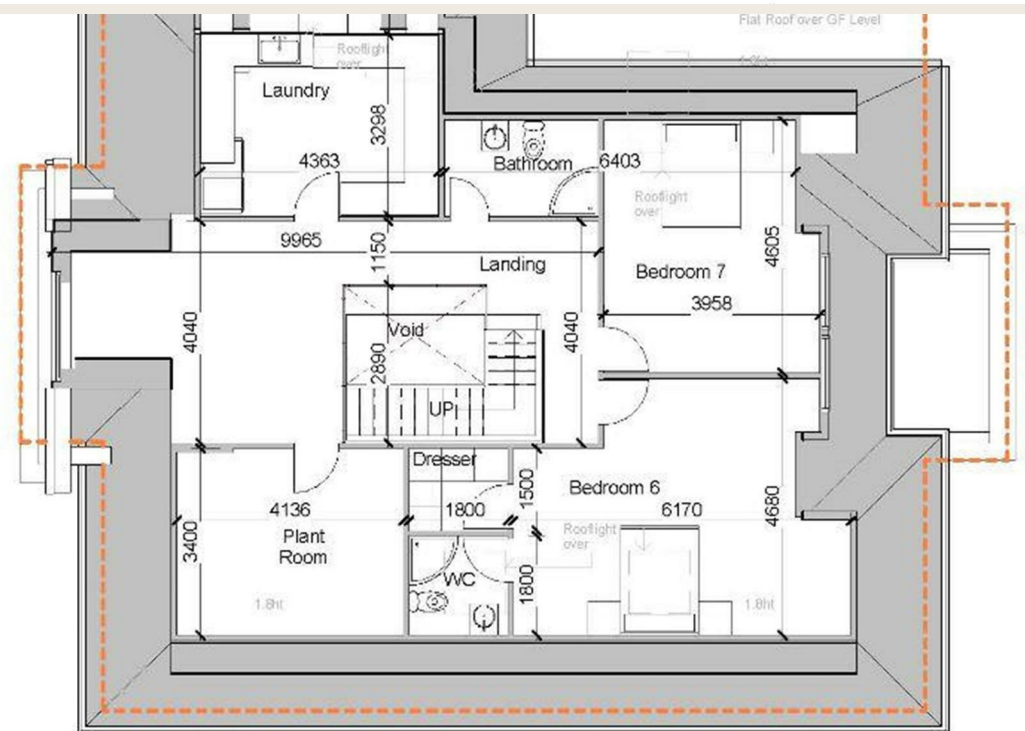 Flat Roof over GF Level
Rooflight
over
Laundry
3298
4363
Bathroom
6403
Rooflight
over
9965
1150
Landing
4605
Bedroom 7
3958
4040
Void
2890
4040
UP
Dresser
1500
Bedroom 6
4136
1800
6170
4680
Plant
Room
3400
Rooflight
over
WC
1800
1.8ht
1.8ht